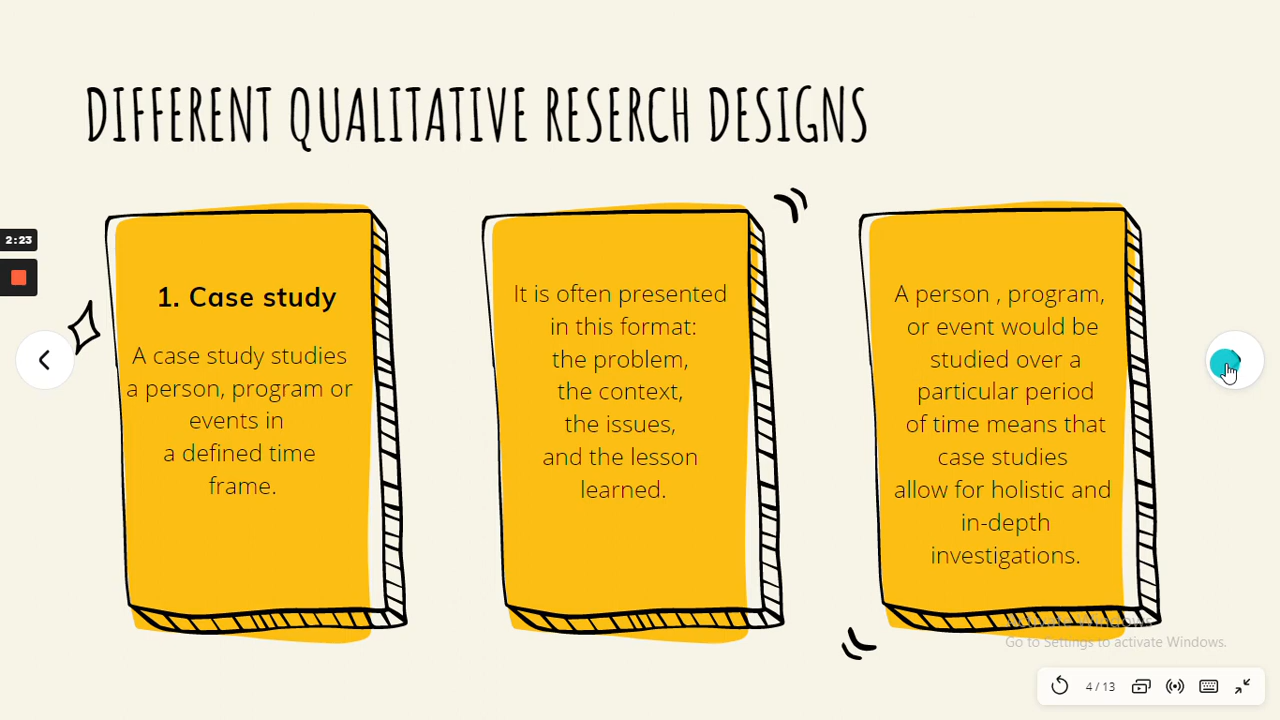 DIFFERENT QUALITATIVE RESERCH DESIGNS
2:23
1. Case study
A case study studies
a person, program or
events in
a defined time
frame.
It is often presented
in this format:
the problem,
the context,
the issues,
and the lesson
learned.
A person , program,
or event would be
studied over a
particular period
of time means that
case studies
allow for holistic and
in-depth
investigations.
Activate Windows
Go to Settings to activate Windows.
4 / 13